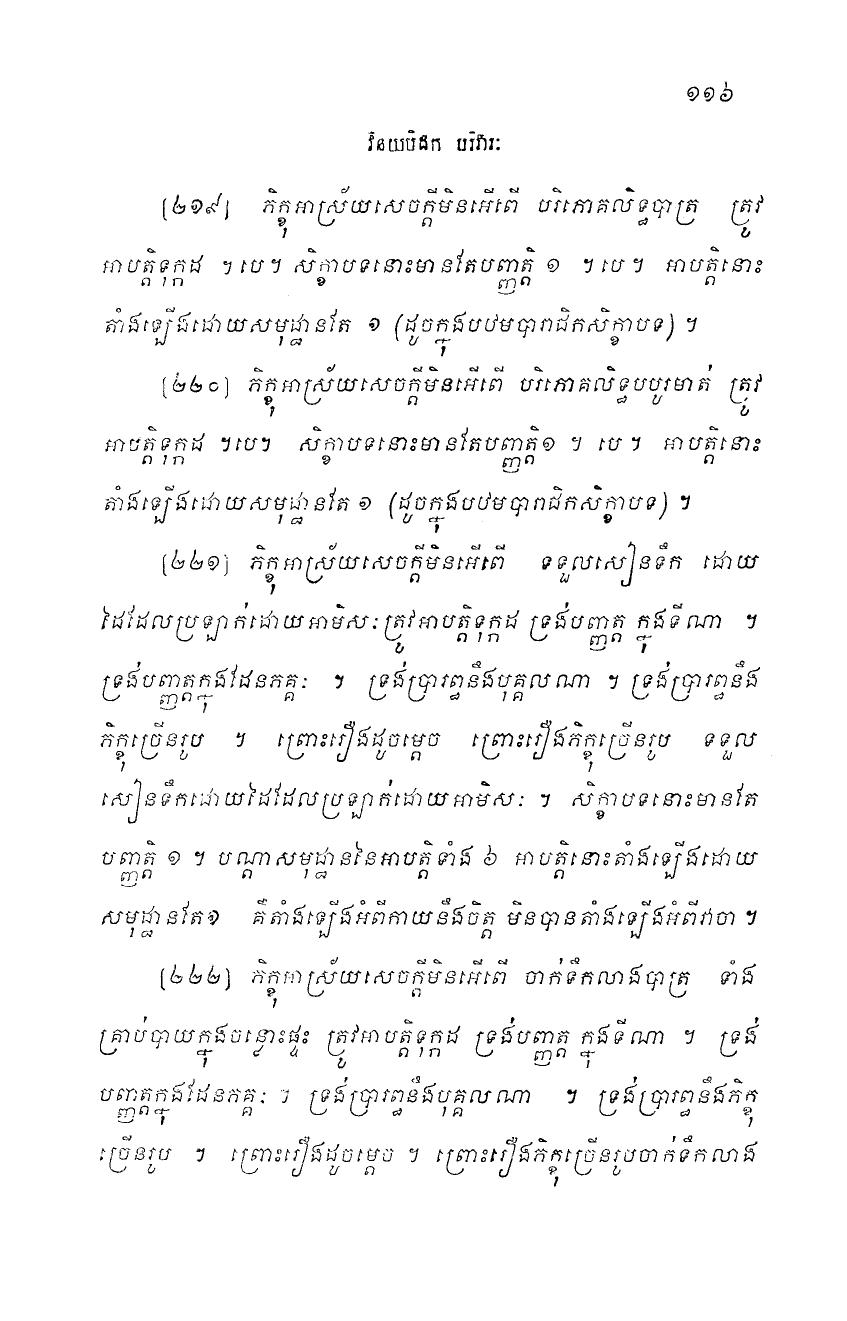 ១១៦
វិនយបិដក បរិវារៈ
[២១៩] ភិក្ខុអាស្រ័យសេចក្តីមិនអើពើ បរិភោគលិទ្ធបាត្រ ត្រូវ
អាបត្តិទុក្កដ ។ បេ។ សិក្ខាបទនោះមានតែបញ្ញត្តិ ១ ។ បេ ។ អាបត្តិនោះ
តាំងឡើងដោយសមុដ្ឋានតែ ១ (ដូចក្នុងបឋមបារាជិកសិក្ខាបទ) ។
[២២០] ភិក្ខុអាស្រ័យសេចក្តីមិនអើពើ បរិភោគលិទ្ធបបូរមាត់ ត្រូវ
អាបត្តិទុក្កដ ។បេ។ សិក្ខាបទនោះមានតែបញ្ញត្តិ១ ។ បេ ។ អាបត្តិនោះ
តាំងឡើងដោយសមុដ្ឋានតែ ១ (ដូចក្នុងបឋមបារាជិកសិក្ខាបទ) ។
[២២១] ភិក្ខុអាស្រ័យសេចក្តីមិនអើពើ ទទួលសៀនទឹក ដោយ
ដៃដែលប្រឡាក់ដោយអាមិសៈត្រូវអាបត្តិទុក្កដ ទ្រង់បញ្ញត្ត ក្នុងទីណា ។
ទ្រង់បញ្ញត្តក្នុងដែនភគ្គៈ ។ ទ្រង់ប្រារព្ធនឹងបុគ្គលណា ។ ទ្រង់ប្រារព្ធនឹង
ភិក្ខុច្រើនរូប ។ ព្រោះរឿងដូចម្តេច ព្រោះរឿងភិក្ខុច្រើនរូប ទទួល
សៀនទឹកដោយដៃដែលប្រឡាក់ដោយអាមិសៈ ។ សិក្ខាបទនោះមានតែ
បញ្ញត្តិ ១ ។ បណ្តាសមុដ្ឋាននៃអាបត្តិទាំង ៦ អាបត្តិនោះតាំងឡើងដោយ
សមុដ្ឋានតែ១ គឺតាំងឡើងអំពីកាយនឹងចិត្ត មិនបានតាំងឡើងអំពីវាចា ។
[២២២] ភិក្ខុអាស្រ័យសេចក្តីមិនអើពើ ចាក់ទឹកលាងបាត្រ ទាំង
គ្រាប់បាយក្នុងចន្លោះផ្ទះ ត្រូវអាបត្តិទុក្កដ ទ្រង់បញ្ញត្ត ក្នុងទីណា ។ ទ្រង់
បញ្ញត្តក្នុងដែនភគ្គៈ ។ ទ្រង់ប្រារព្ធនឹងបុគ្គលណា ។ ទ្រង់ប្រារព្ធនឹងភិក្ខុ
ច្រើនរូប ។ ព្រោះរឿងដូចម្តេច ។ ព្រោះរឿងភិក្ខុច្រើនរូបចាក់ទឹកលាង